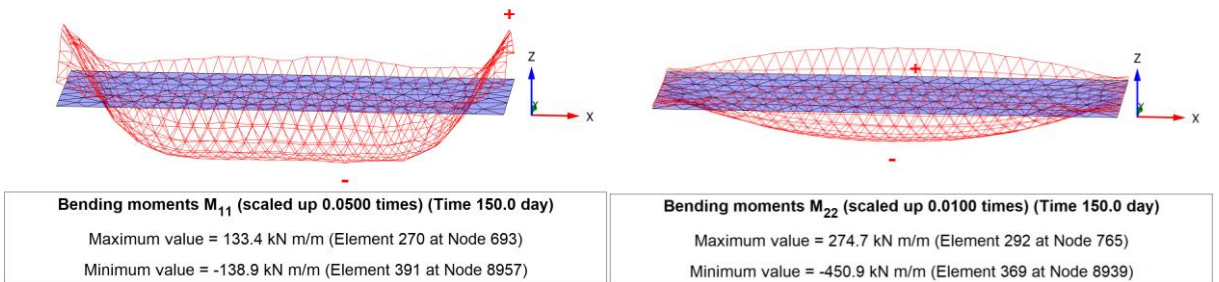 +
Z
Y
X
-
+
Z
Y
X
-
Bending moments M11 (scaled up 0.0500 times) (Time 150.0 day)
Maximum value = 133.4 kN m/m (Element 270 at Node 693)
Minimum value = -138.9 kN m/m (Element 391 at Node 8957)
Bending moments M22 (scaled up 0.0100 times) (Time 150.0 day)
Maximum value = 274.7 kN m/m (Element 292 at Node 765)
Minimum value = -450.9 kN m/m (Element 369 at Node 8939)